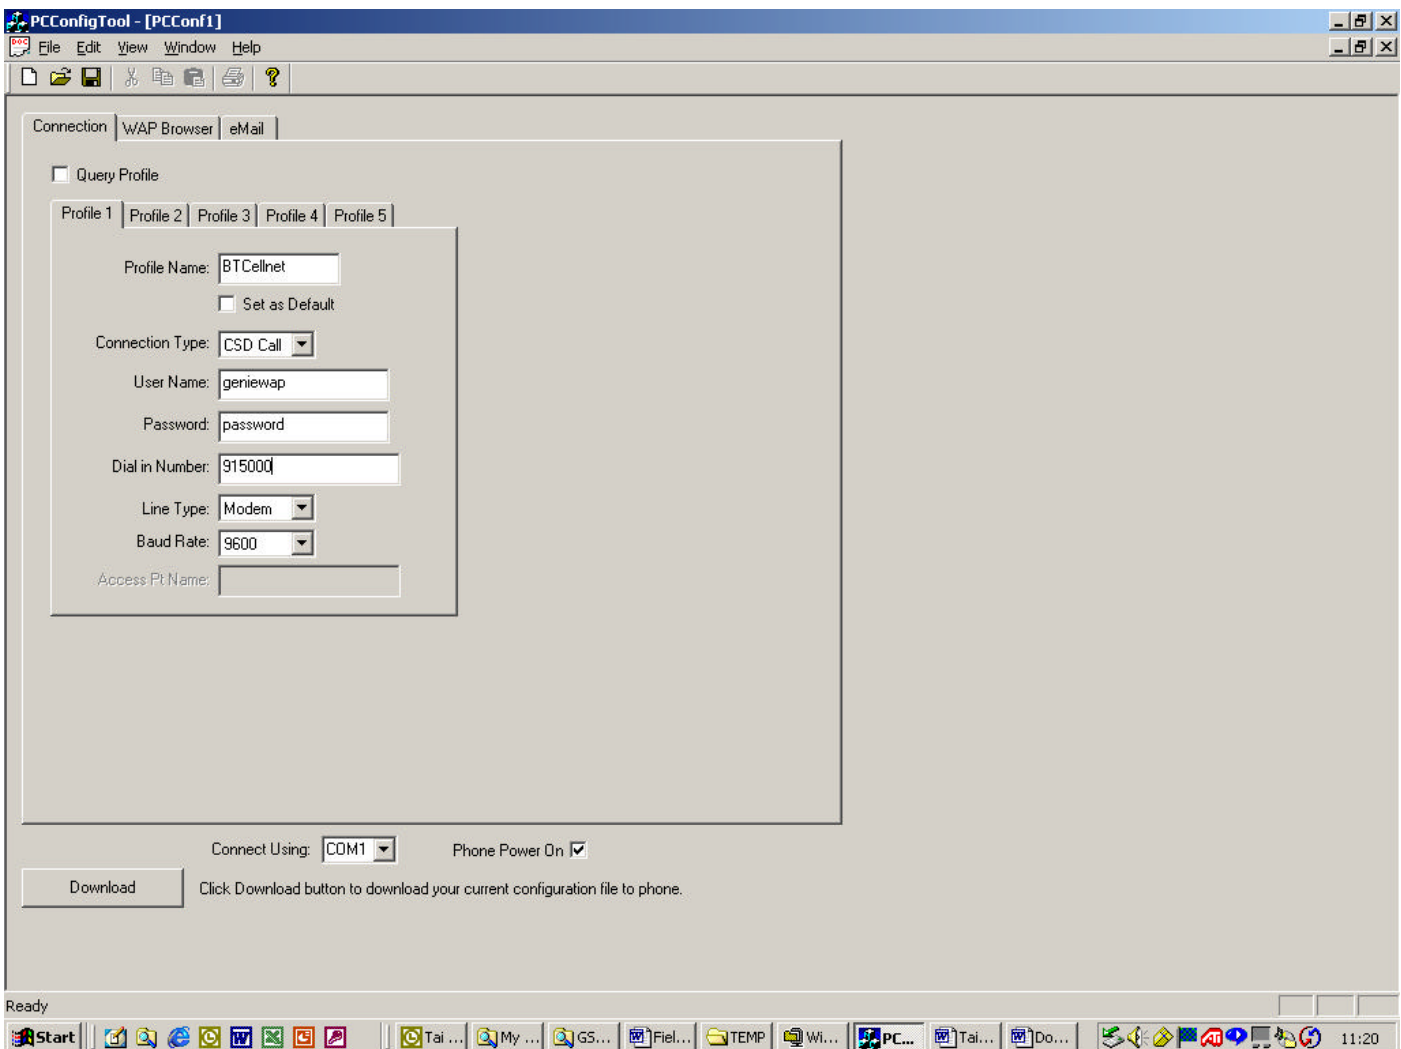 PCConfigTool - [PCConf1]
File Edit View Window Help
Connection WAP Browser eMail
Query Profile
Profile 1 Profile 2 Profile 3 Profile 4 Profile 5
Profile Name: BTCellnet
Set as Default
Connection Type: CSD Call
User Name: geniewap
Password: password
Dial in Number: 915000
Line Type: Modem
Baud Rate: 9600
Access Pt Name:
Connect Using: COM1 Phone Power On
Download Click Download button to download your current configuration file to phone.
Ready
Start Tai ... My ... GS... Fiel... TEMP Wi... PC... Tai... Do... 11:20